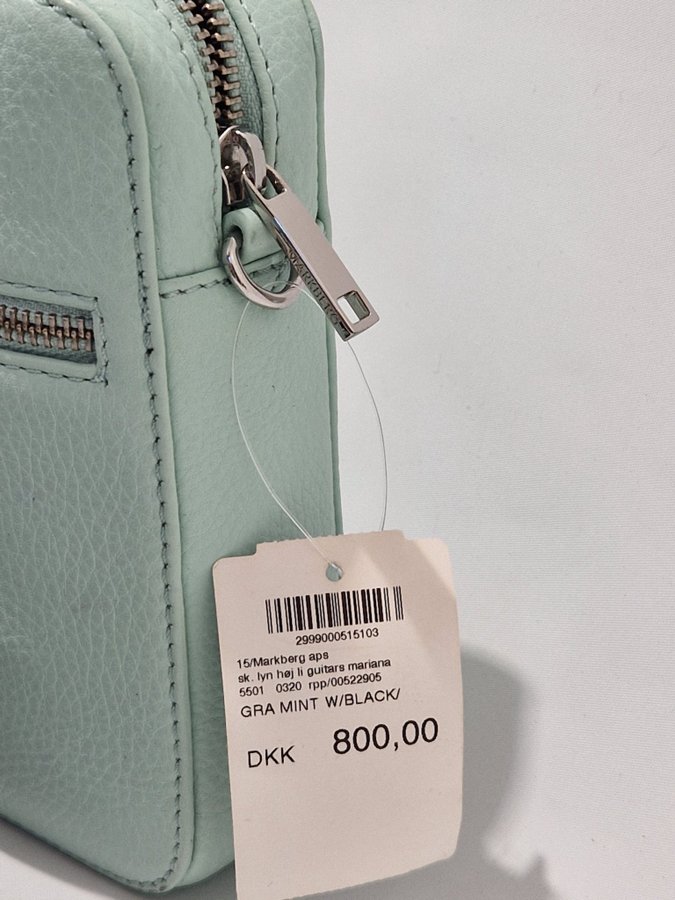 MARKBERG
2999000515103
15/Markberg aps
sk. lyn høj li guitars mariana
5501 0320 rpp/00522905
GRA MINT W/BLACK/
DKK 800,00